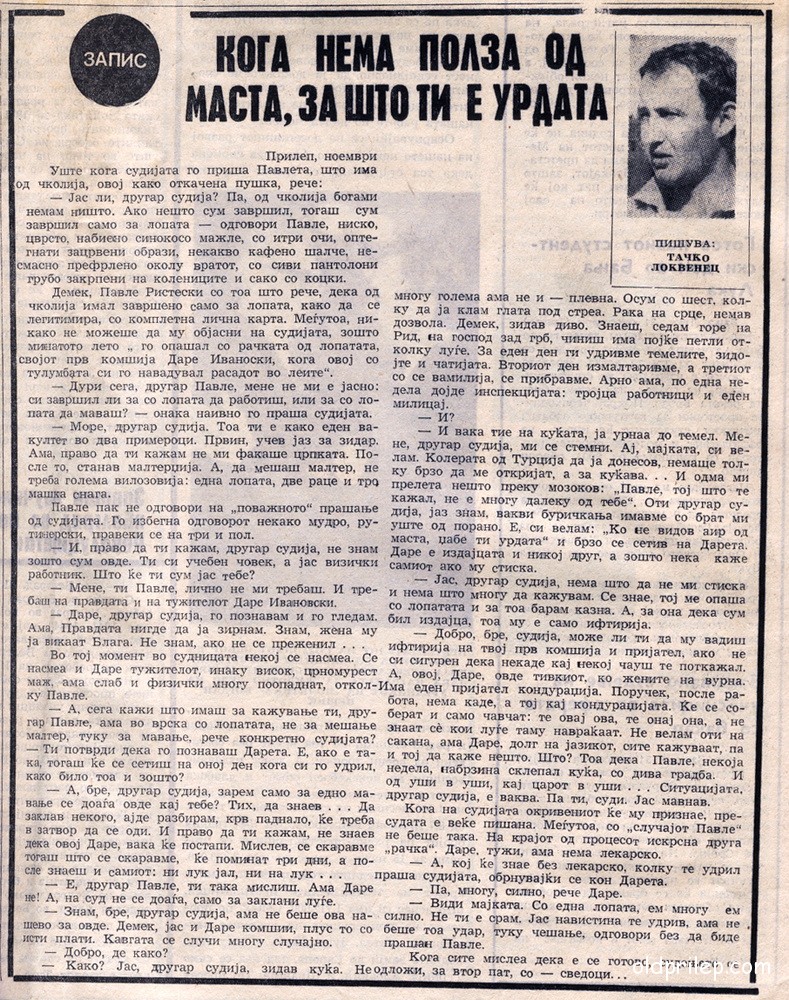 ЗАПИС
КОГА НЕМА ПОЛЗА ОД
МАСТА, ЗА ШТО ТИ Е УРДАТА
ПИШУВА:
ТАЧКО
ЛОКВЕНЕЦ
Прилеп, ноември
Уште кога судијата го приша Павлета, што има
од чколија, овој како откачена пушка, рече:
— Јас ли, другар судија? Па, од чколија ботами
немам ништо. Ако нешто сум завршил, тогаш сум
завршил само за лопата — одговори Павле, ниско,
цврсто, набиено синокосо мажле, со итри очи, оптег-
нати зацрвени образи, некакво кафено шалче, не-
смасно префрлено околу вратот, со сиви панталони
грубо закрпени на колениците и сако со коцки.
Демек, Павле Ристески со тоа што рече, дека од
чколија имал завршено само за лопата, како да се
легитимира, со комплетна лична карта. Меѓутоа, ни-
како не можеше да му објасни на судијата, зошто
минатото лето „ го опашал со рачката од лопатата,
својот прв комшија Даре Иваноски, кога овој со
тулумбата си го навадувал расадот во леите“.
— Дури сега, другар Павле, мене не ми е јасно:
си завршил ли за со лопата да работиш, или за со ло-
пата да маваш? — онака наивно го праша судијата.
— Море, другар судија. Тоа ти е како еден ва-
култет во два примероци. Првин, учев јаз за зидар.
Ама, право да ти кажам не ми факаше црпката. По-
сле то, станав малтерџија. А, да мешаш малтер, не
треба голема вилозовија: една лопата, две раце и тро
машка снага.
Павле пак не одговори на „поважното“ прашање
од судијата. Го избегна одговорот некако мудро, ру-
тинерски, правеки се на три и пол.
— И, право да ти кажам, другар судија, не знам
зошто сум овде. Ти си учебен човек, а јас визички
работник. Што ќе ти сум јас тебе?
— Мене, ти Павле, лично не ми требаш. И тре-
баш на правдата и на тужителот Даре Ивановски.
— Даре, другар судија, го познавам и го гледам.
Ама, Правдата нигде да ја ѕирнам. Знам, жена му
ја викаат Блага. Не знам, ако не се преженил . . .
Во тој момент во судницата некој се насмеа. Се
насмеа и Даре тужителот, инаку висок, црномурест
маж, ама слаб и физички многу поопаднат, откол-
ку Павле.
— А, сега кажи што имаш за кажување ти, дру-
гар Павле, ама во врска со лопатата, не за мешање
малтер, туку за мавање, рече конкретно судијата?
— Ти потврди дека го познаваш Дарета. Е, ако е та-
ка, тогаш ќе се сетиш на оној ден кога си го удрил,
како било тоа и зошто?
— А, бре, другар судија, зарем само за едно ма-
вање се доаѓа овде кај тебе? Тих, да знаев . . . Да
заклав некого, ајде разбирам, крв паднало, ќе треба
в затвор да се оди. И право да ти кажам, не знаев
дека овој Даре, вака ќе постапи. Мислев, се скаравме
тогаш што се скаравме, ќе поминат три дни, а по-
сле знаеш и самиот: ни лук јал, ни на лук . . .
— Е, другар Павле, ти така мислиш. Ама Даре
не! А, на суд не се доаѓа, само за заклани луѓе.
— Знам, бре, другар судија, ама не беше ова на-
шево за овде. Демек, јас и Даре комшии, плус то со
исти плати. Кавгата се случи многу случајно.
— Добро, де како?
— Како? Јас, другар судија, ѕидав куќа. Не
многу голема ама не и — плевна. Осум со шест, кол-
ку да ја клам глата под стреа. Рака на срце, немав
дозвола. Демек, зидав диво. Знаеш, седам горе на
Рид, на господ зад грб, чиниш има појќе петли от-
колку луѓе. За еден ден ги удривме темелите, зидо-
јте и чатијата. Вториот ден измалтаривме, а третиот
со се вамилија, се прибравме. Арно ама, по една не-
дела дојде инспекцијата: тројца работници и еден
милицај.
— И?
— И вака тие на куќата, ја урнаа до темел. Ме-
не, другар судија, ми се стемни. Ај, мајката, си ве-
лам. Колерата од Турција да ја донесов, немаше тол-
ку брзо да ме откријат, а за куќава. . . И одма ми
прелета нешто преку мозоков: „Павле, тој што те
кажал, не е многу далеку од тебе“. Оти другар су-
дија, јаз знам, вакви буричкања имавме со брат ми
уште од порано. Е, си велам: „Ко не видов аир од
маста, џабе ти урдата“ и брзо се сетив на Дарета.
Даре е издајцата и никој друг, а зошто нека каже
самиот ако му стиска.
— Јас, другар судија, нема што да не ми стиска
и нема што многу да кажувам. Се знае, тој ме опаша
со лопатата и за тоа барам казна. А, за она дека сум
бил издајца, тоа му е само ифтирија.
— Добро, бре, судија, може ли ти да му вадиш
ифтирија на твој прв комшија и пријател, ако не
си сигурен дека некаде кај некој чауш те поткажал.
А, овој, Даре, овде тивкиот, ко жените на вурна.
Има еден пријател кондурација. Поручек, после ра-
бота, нема каде, а тој кај кондурацијата. Ќе се со-
берат и само чавчат: те овај ова, те онај она, а не
знаат сѐ кои луѓе таму навраќаат. Не велам оти на
сакана, ама Даре, долг на јазикот, сите кажуваат, па
и тој да каже нешто. Што? Тоа дека Павле, некоја
недела, набрзина склепал куќа, со дива градба. И
од уши в уши, кај царот в уши . . . Ситуацијата,
другар судија, е ваква. Па ти, суди. Јас мавнав.
Кога на судијата окривениот ќе му признае, пре-
судата е веќе пишана. Меѓутоа, со „случајот Павле“
не беше така. На крајот од процесот искрсна друга
„рачка“. Даре, тужи, ама нема лекарско.
— А, кој ќе знае без лекарско, колку те удрил
праша судијата, обрнувајќи се кон Дарета.
— Па, многу, силно, рече Даре.
— Види мајката. Со една лопата, ем многу ем
силно. Не ти е срам. Јас навистина те удрив, ама не
беше тоа удар, туку чешање, одговори без да биде
прашан Павле.
Кога сите мислеа дека е се готово,
одложи, за втор пат, со — сведоци...
oldprilep.com